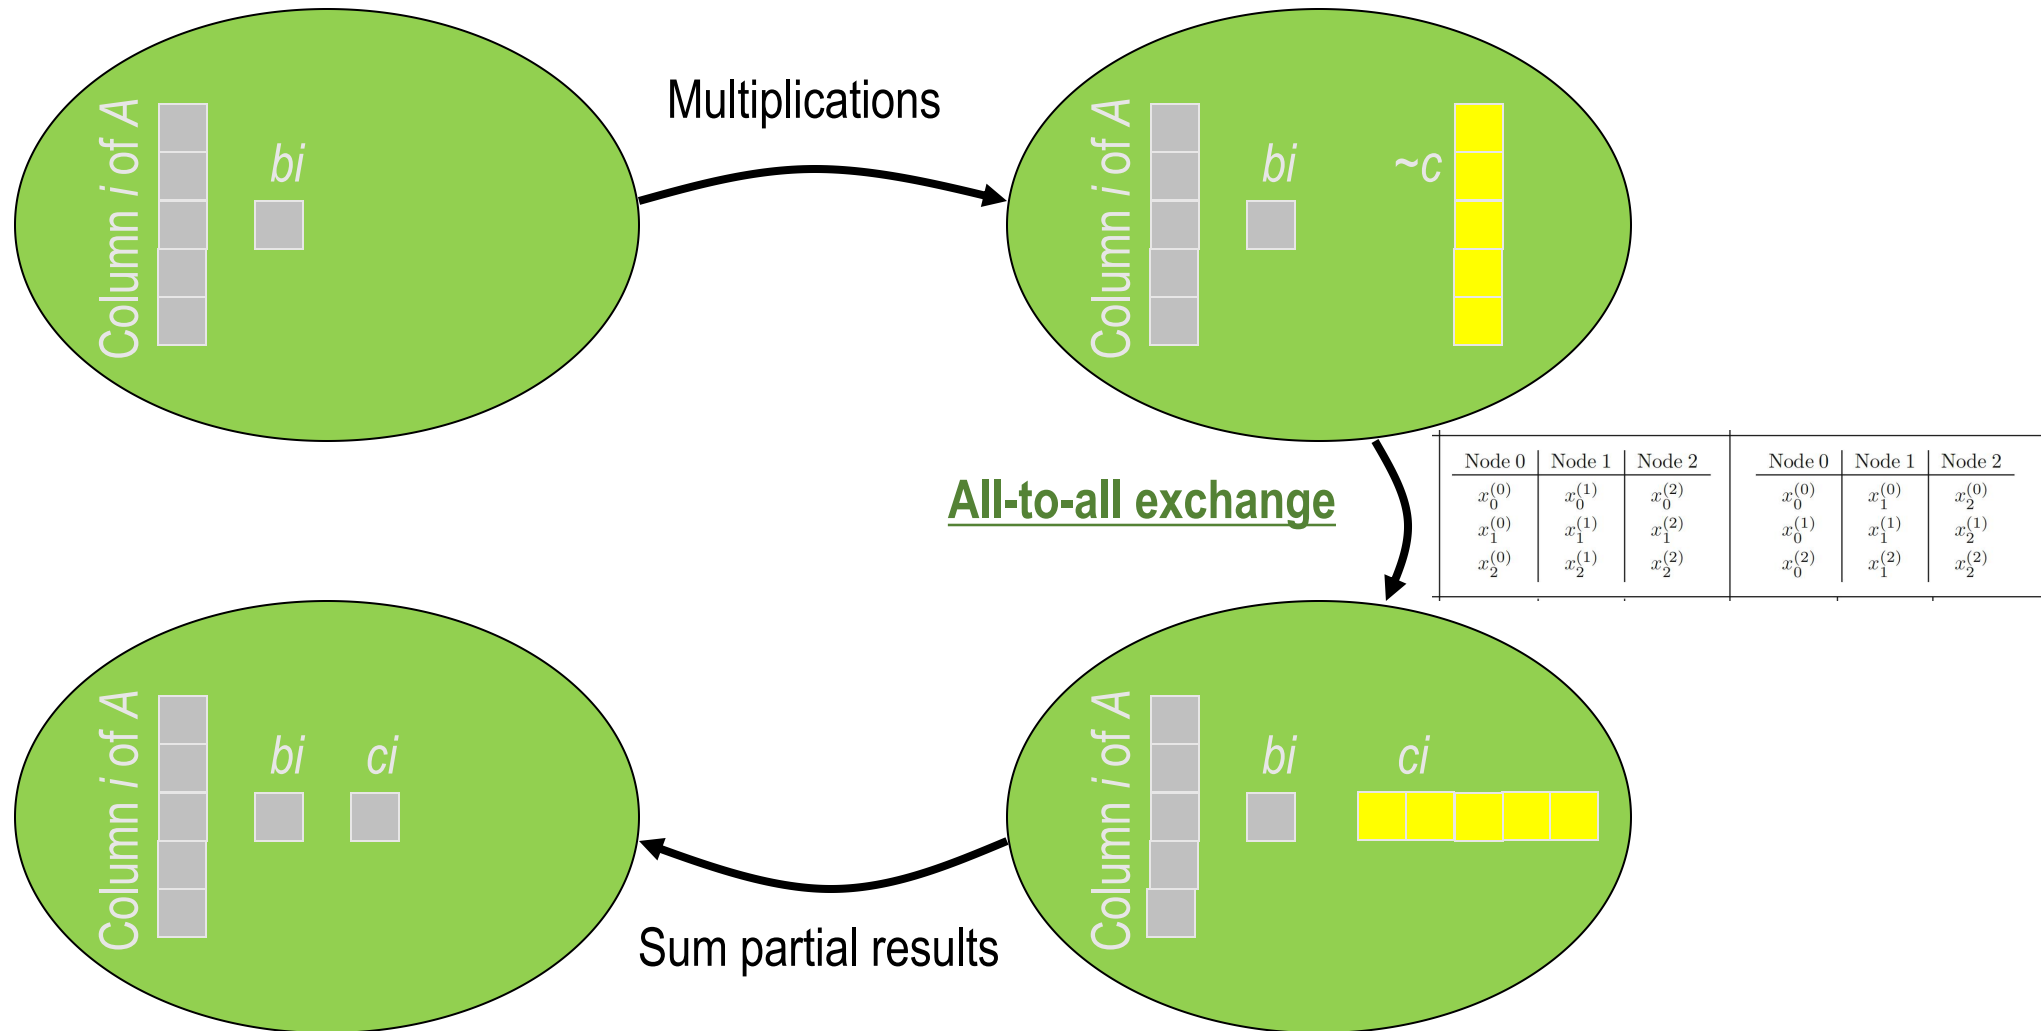 Column i of A
bi
Multiplications
Column i of A
bi
~c
All-to-all exchange
Node 0 Node 1 Node 2 Node 0 Node 1 Node 2
x_0^{(0)} x_0^{(1)} x_0^{(2)} x_0^{(0)} x_1^{(0)} x_2^{(0)}
x_1^{(0)} x_1^{(1)} x_1^{(2)} x_0^{(1)} x_1^{(1)} x_2^{(1)}
x_2^{(0)} x_2^{(1)} x_2^{(2)} x_0^{(2)} x_1^{(2)} x_2^{(2)}
Column i of A
bi
ci
Column i of A
bi
ci
Sum partial results